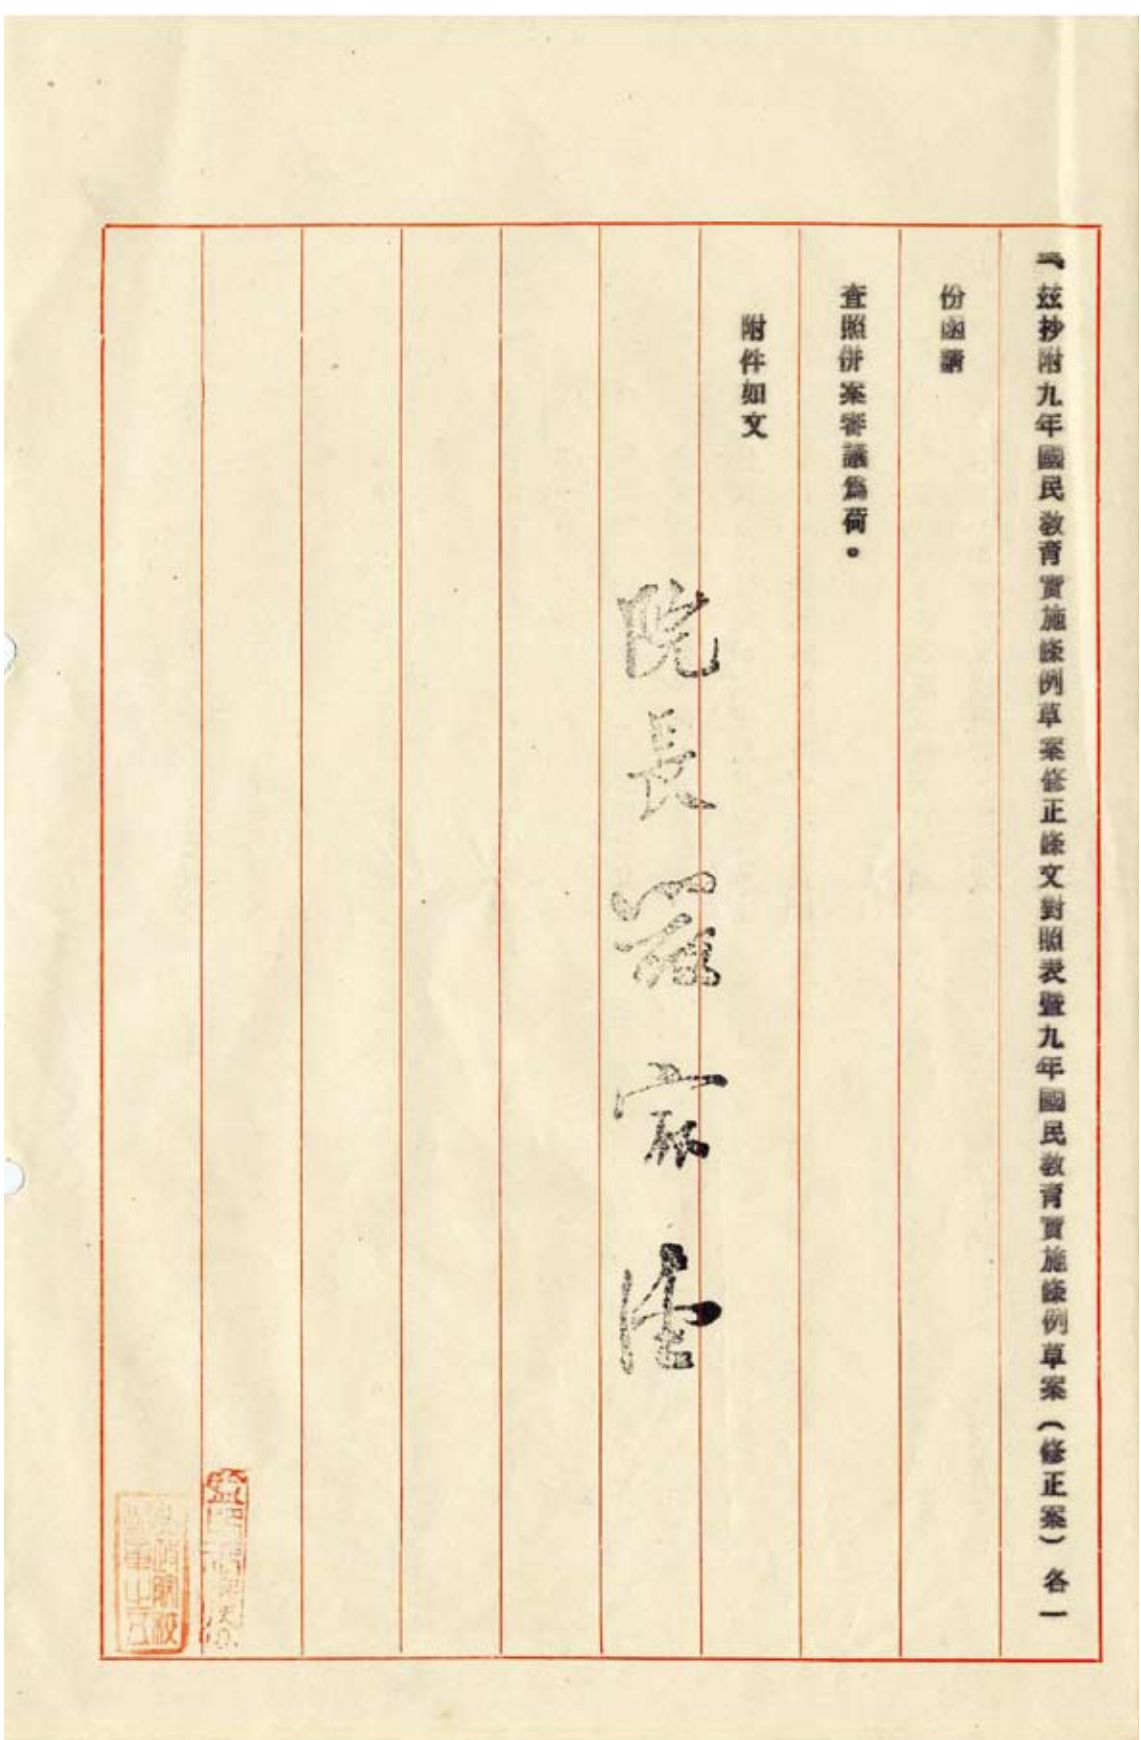 「茲抄附九年國民教育實施條例草案修正條文對照表暨九年國民教育實施條例草案（修正案）各一
份函請
查照併案審議為荷。
附件如文
院長嚴家淦